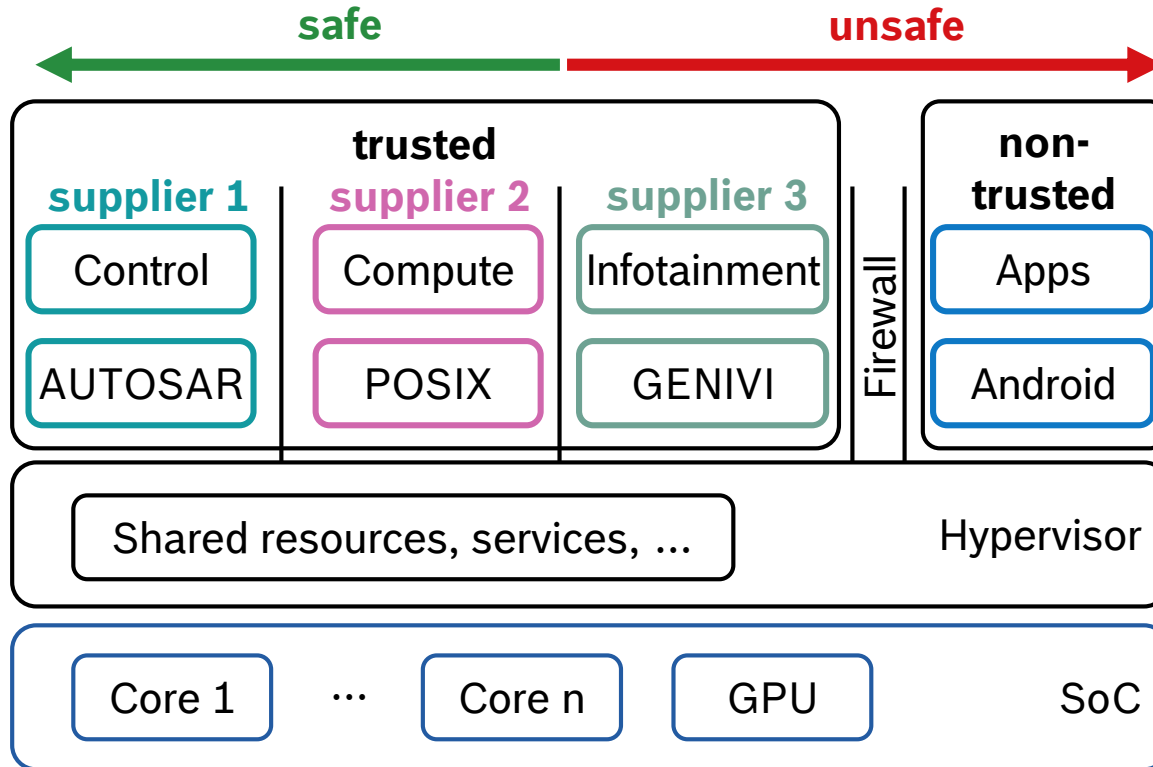 safe
unsafe
trusted
non-
trusted
supplier 1
supplier 2
supplier 3
Control
Compute
Infotainment
Firewall
Apps
AUTOSAR
POSIX
GENIVI
Android
Shared resources, services, ...
Hypervisor
Core 1
...
Core n
GPU
SoC